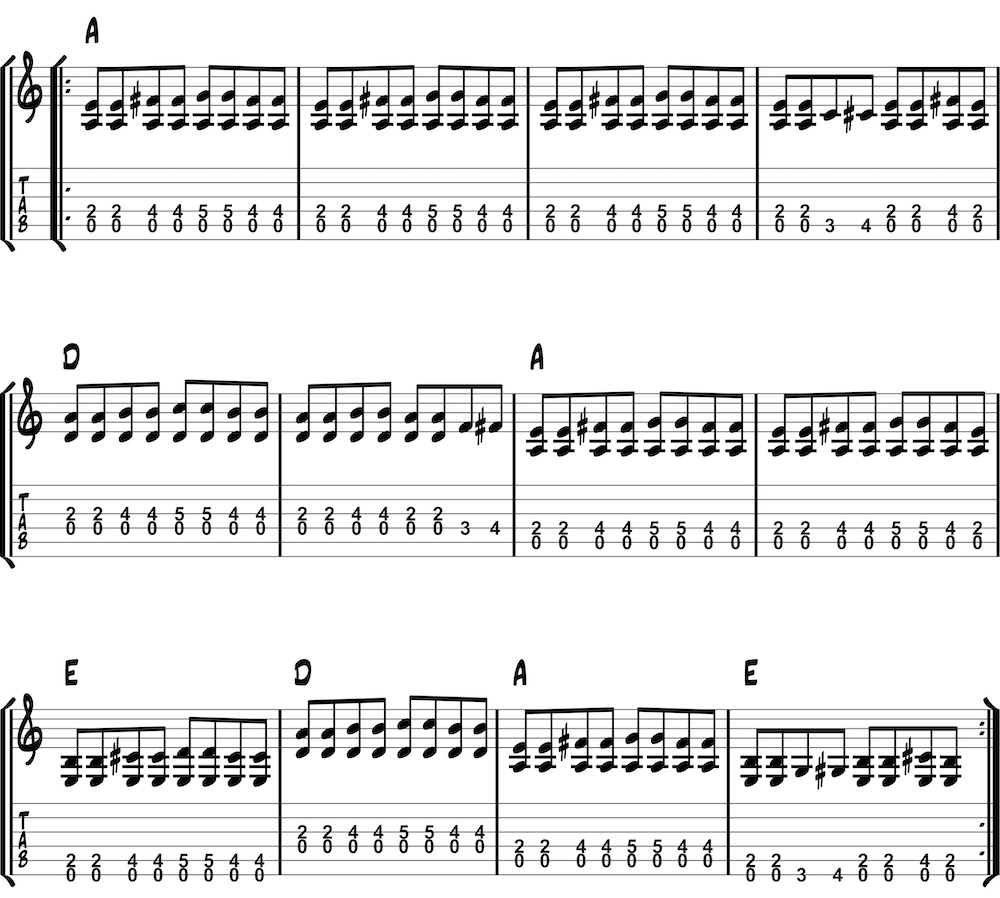 A
TAB
2 2 4 4 5 5 4 4 2 2 4 4 5 5 4 4 2 2 4 4 5 5 4 4 2 2 2 2 4 2
0 0 0 0 0 0 0 0 0 0 0 0 0 0 0 0 0 0 0 0 0 0 0 0 0 0 3 4 0 0 0 0
D A
TAB
2 2 4 4 5 5 4 4 2 2 4 4 2 2
0 0 0 0 0 0 0 0 0 0 0 0 0 0 3 4 2 2 4 4 5 5 4 4 2 2 4 4 5 5 4 2
0 0 0 0 0 0 0 0 0 0 0 0 0 0 0 0
E D A E
TAB
2 2 4 4 5 5 4 4
0 0 0 0 0 0 0 0 2 2 4 4 5 5 4 4
2 2 4 4 5 5 4 4 0 0 0 0 0 0 0 0 2 2 2 2 4 2
0 0 0 0 0 0 0 0 0 0 3 4 0 0 0 0